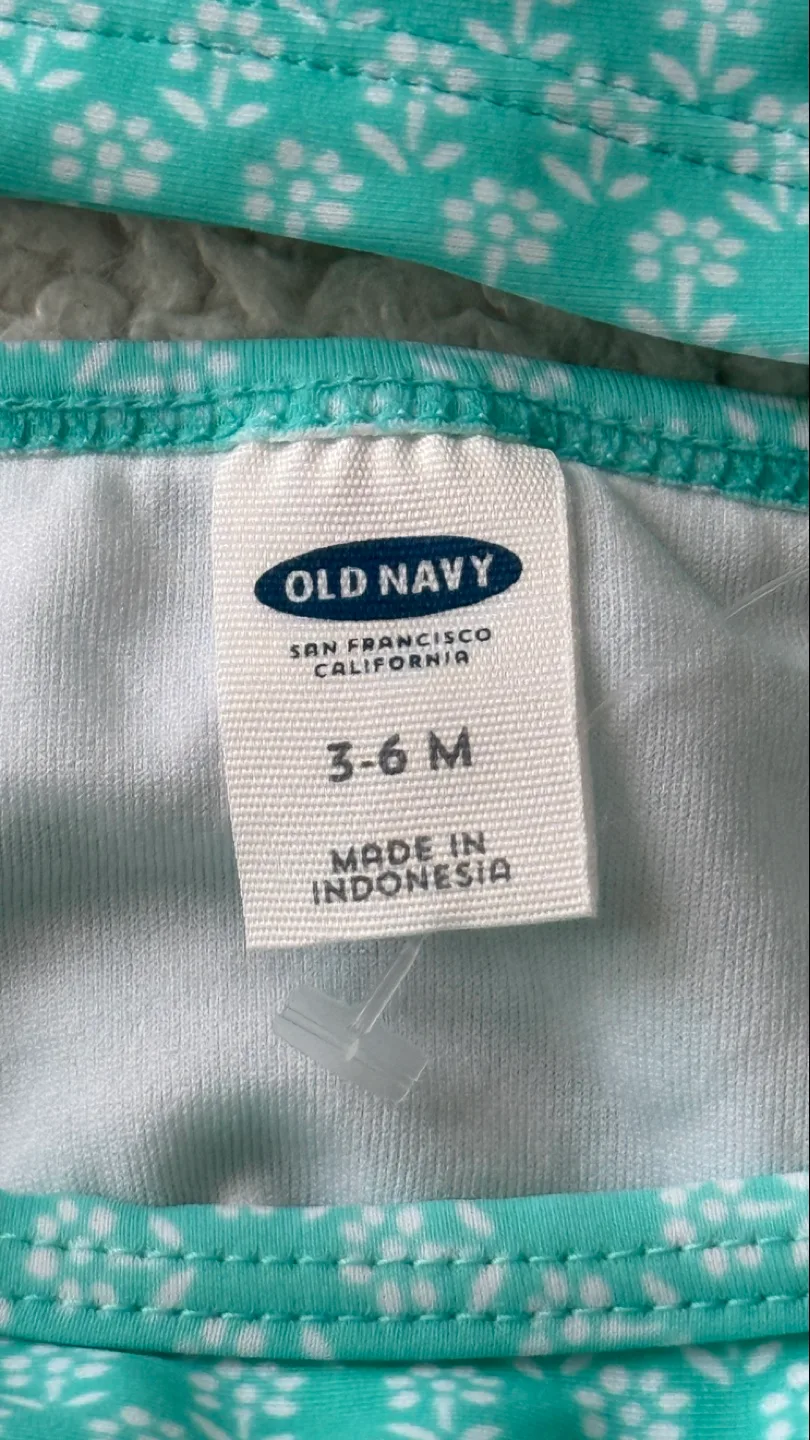 OLD NAVY
SAN FRANCISCO
CALIFORNIA
3-6 M
MADE IN
INDONESIA